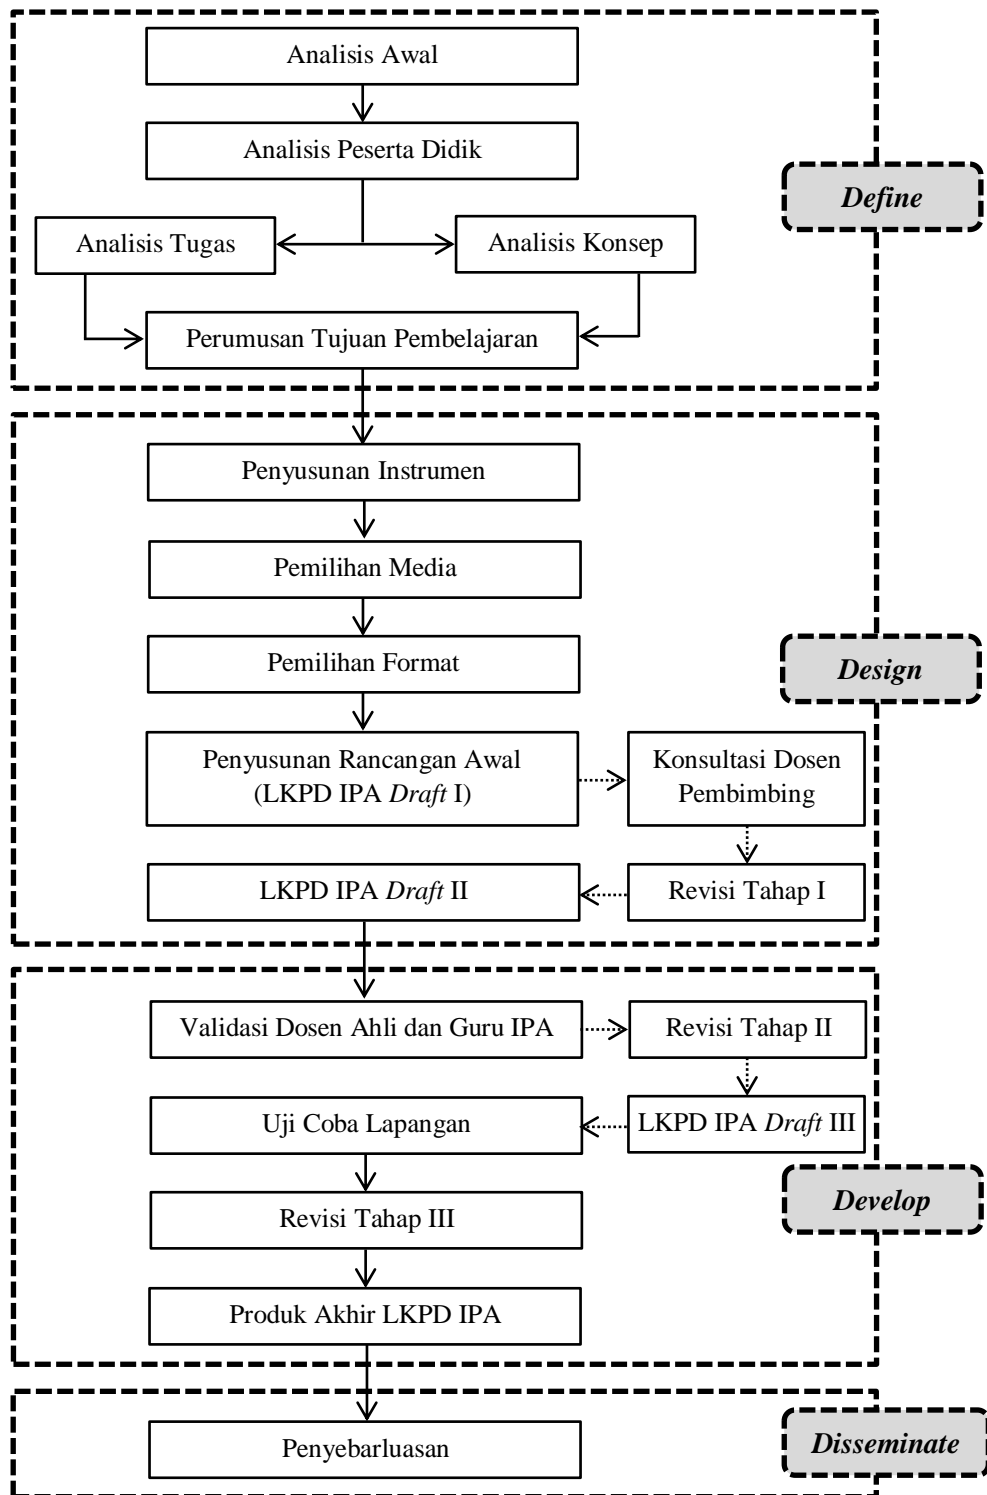 Analisis Awal
Analisis Peserta Didik
Define
Analisis Tugas
Analisis Konsep
Perumusan Tujuan Pembelajaran
Penyusunan Instrumen
Pemilihan Media
Pemilihan Format
Design
Penyusunan Rancangan Awal
(LKPD IPA Draft I)
Konsultasi Dosen
Pembimbing
LKPD IPA Draft II
Revisi Tahap I
Validasi Dosen Ahli dan Guru IPA
Revisi Tahap II
Uji Coba Lapangan
LKPD IPA Draft III
Revisi Tahap III
Develop
Produk Akhir LKPD IPA
Penyebarluasan
Disseminate